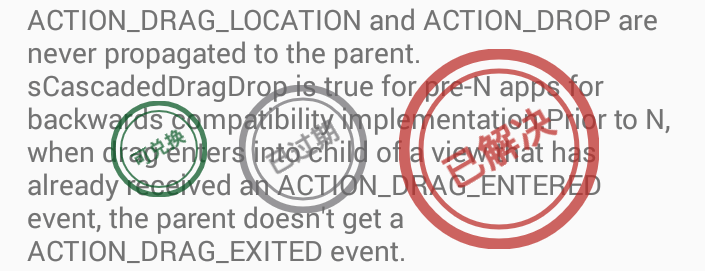 ACTION_DRAG_LOCATION and ACTION_DROP are
never propagated to the parent.
sCascadedDragDrop is true for pre-N apps for
backwards compatibility implementation. Prior to N,
when drag enters into child of a view that has
already received an ACTION_DRAG_ENTERED
event, the parent doesn't get a
ACTION_DRAG_EXITED event.
可兑换
已过期
已解决